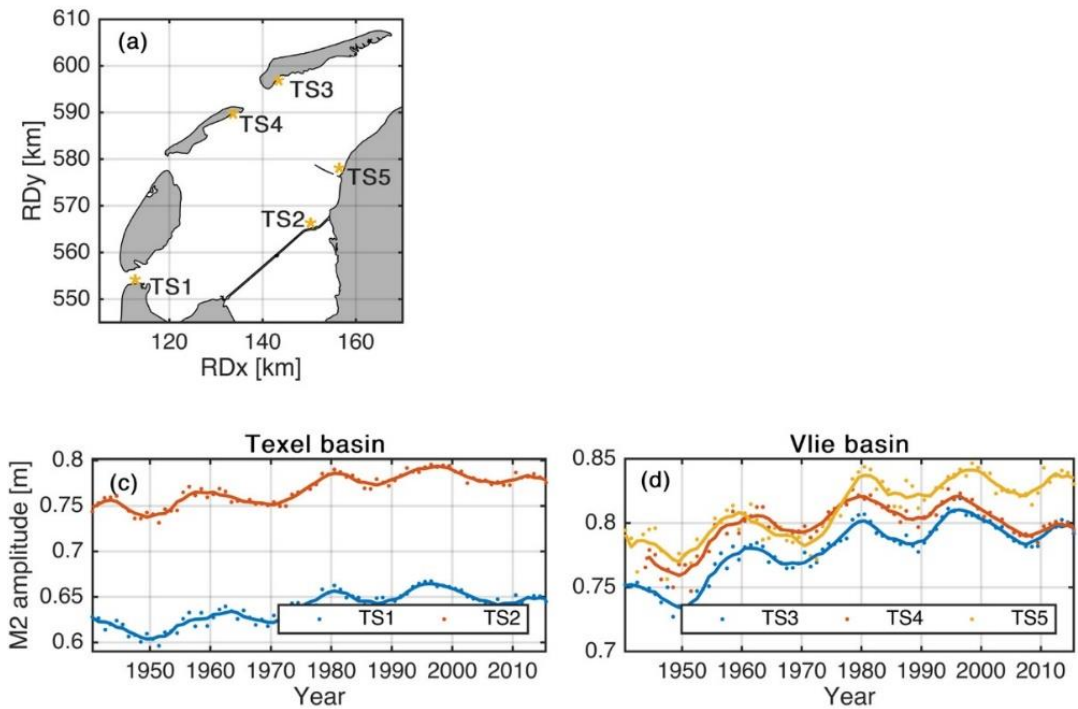 (a)
610
600
590
580
570
560
550
RDy [km]
TS3
TS4
TS5
TS2
TS1
120 140 160
RDx [km]
Texel basin
(c)
0.8
0.75
0.7
0.65
0.6
M2 amplitude [m]
TS1 TS2
1950 1960 1970 1980 1990 2000 2010
Year
Vlie basin
(d)
0.85
0.8
0.75
0.7
TS3 TS4 TS5
1950 1960 1970 1980 1990 2000 2010
Year